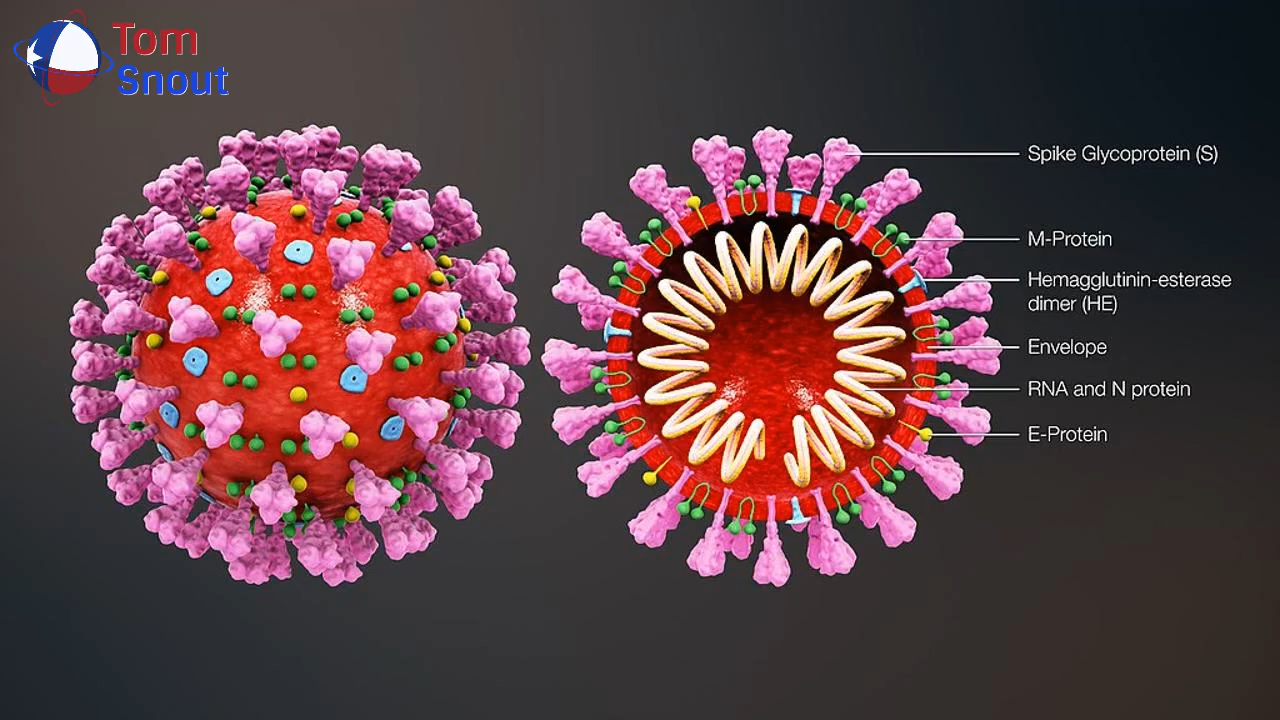 Tom
Snout
Spike Glycoprotein (S)
M-Protein
Hemagglutinin-esterase
dimer (HE)
Envelope
RNA and N protein
E-Protein